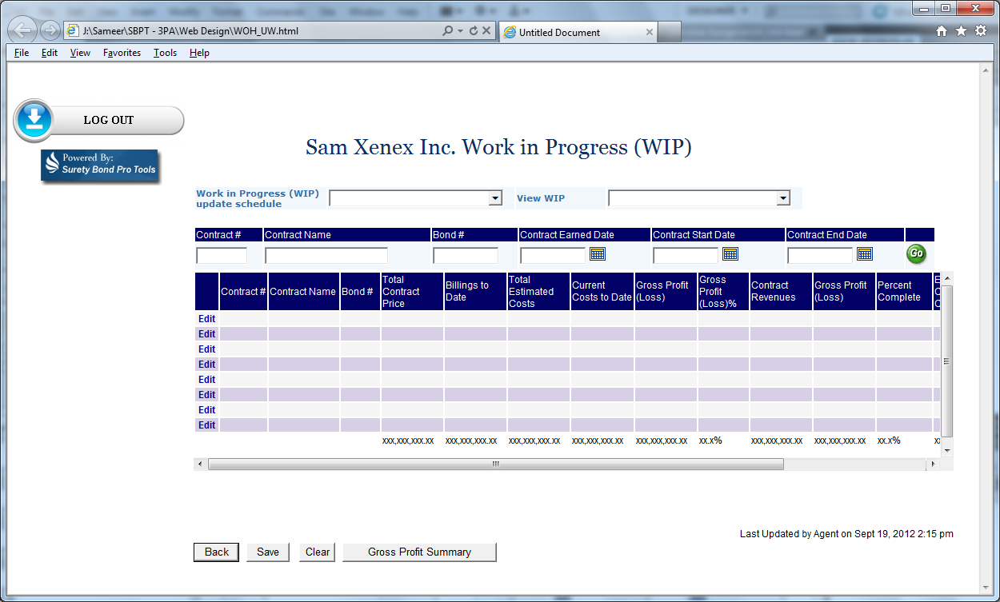 J:\Sameer\SBPT - 3PA\Web Design\WOH_UW.html
Untitled Document
File Edit View Favorites Tools Help
LOG OUT
Powered By:
Surety Bond Pro Tools
Sam Xenex Inc. Work in Progress (WIP)
Work in Progress (WIP)
update schedule
View WIP
Contract # Contract Name Bond # Contract Earned Date Contract Start Date Contract End Date
Go
Contract # Contract Name Bond #
Total
Contract
Price
Billings to
Date
Total
Estimated
Costs
Current
Costs to Date
Gross Profit
(Loss)
Gross
Profit
(Loss)%
Contract
Revenues
Gross Profit
(Loss)
Percent
Complete
E
C
C
Edit
Edit
Edit
Edit
Edit
Edit
Edit
Edit
xxx,xxx,xxx.xx xxx,xxx,xxx.xx xxx,xxx,xxx.xx xxx,xxx,xxx.xx xxx,xxx,xxx.xx xx.x% xxx,xxx,xxx.xx xxx,xxx,xxx.xx xx.x%
Last Updated by Agent on Sept 19, 2012 2:15 pm
Back Save Clear Gross Profit Summary